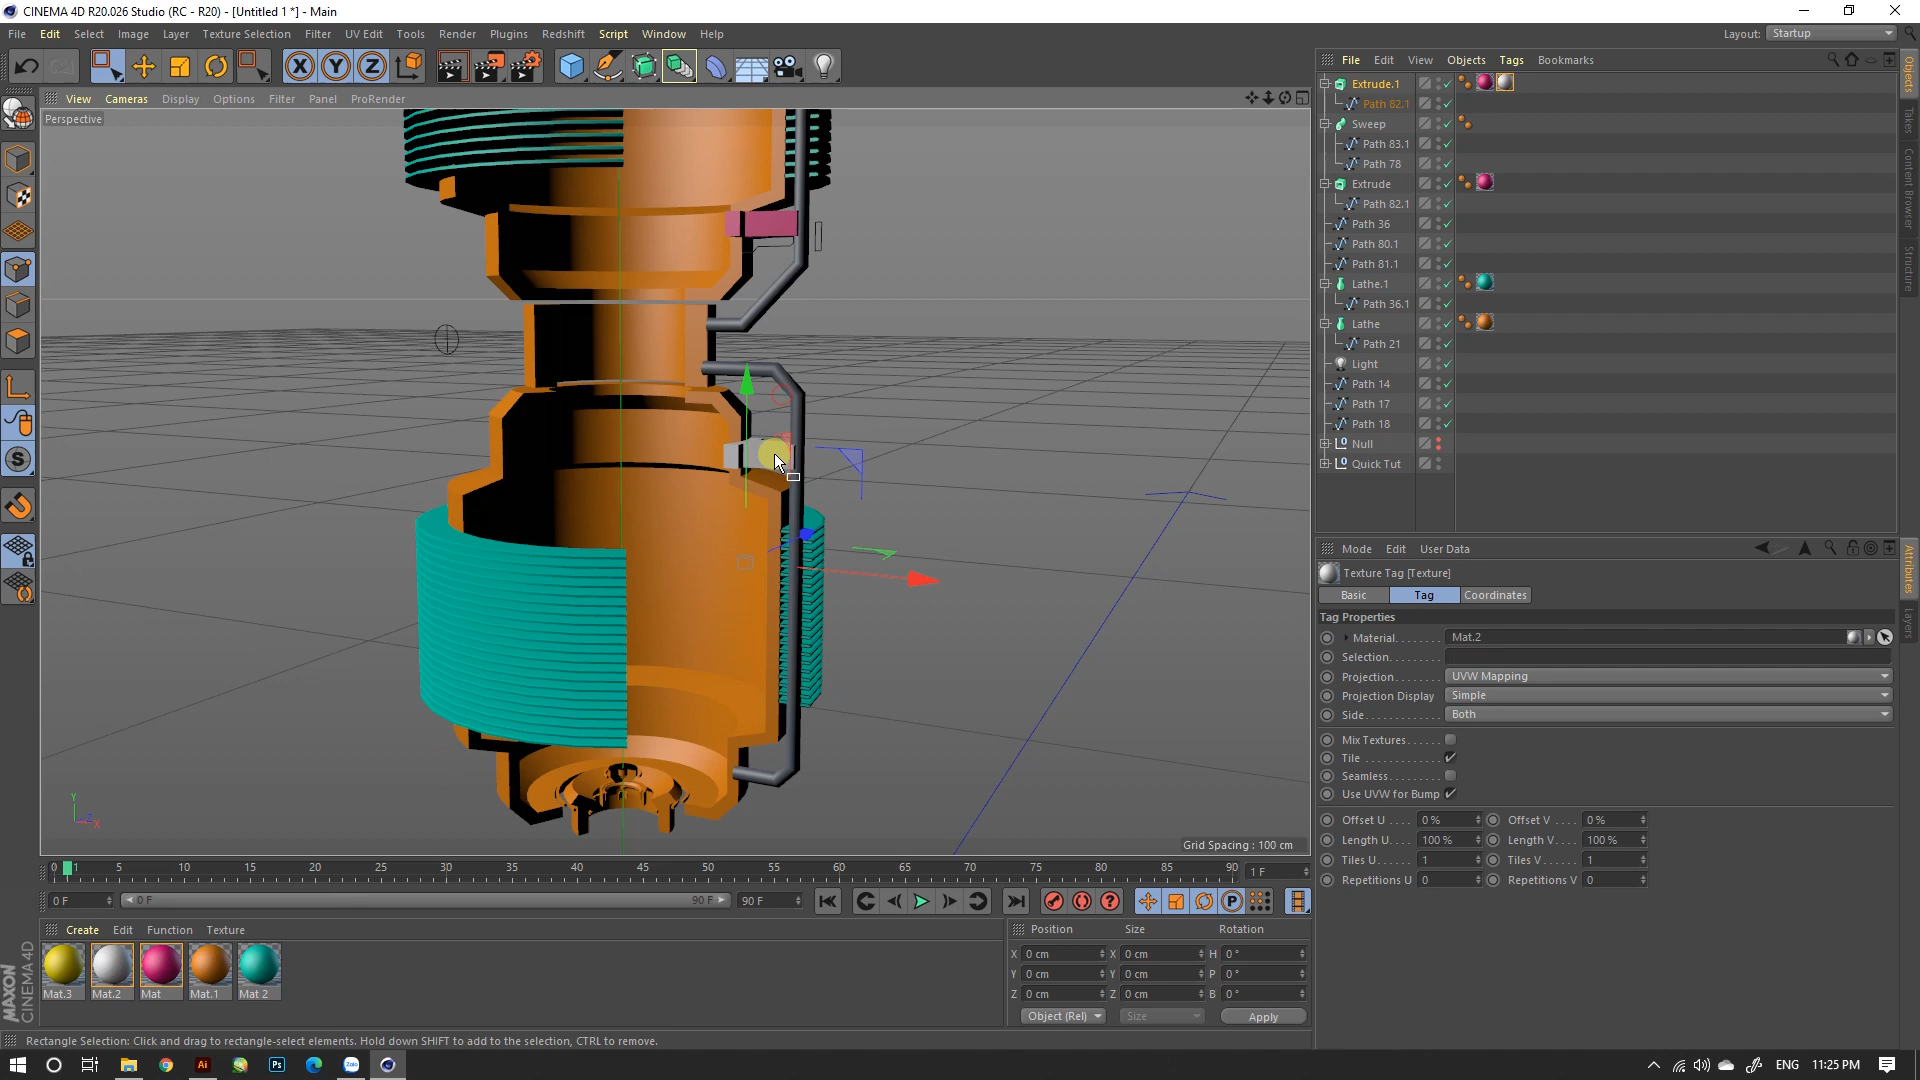 CINEMA 4D R20.026 Studio (RC - R20) - [Untitled 1 *] - Main
File Edit Select Image Layer Texture Selection Filter UV Edit Tools Render Plugins Redshift Script Window Help
Layout: Startup
View Cameras Display Options Filter Panel ProRender
Perspective
File Edit View Objects Tags Bookmarks
Extrude.1
Path 82.1
Sweep
Path 83.1
Path 78
Extrude
Path 82.1
Path 36
Path 80.1
Path 81.1
Lathe.1
Path 36.1
Lathe
Path 21
Light
Path 14
Path 17
Path 18
Null
Quick Tut
Objects
Takes
Content Browser
Structure
Mode Edit User Data
Texture Tag [Texture]
Basic Tag Coordinates
Tag Properties
Material. . . . . . . . Mat.2
Selection. . . . . . . .
Projection. . . . . . . UVW Mapping
Projection Display Simple
Side. . . . . . . . . . . . Both
Mix Textures. . . . . .
Tile . . . . . . . . . . . . .
Seamless. . . . . . . . .
Use UVW for Bump
Offset U . . . . 0 % Offset V . . . . 0 %
Length U. . . . 100 % Length V. . . . 100 %
Tiles U. . . . . . 1 Tiles V . . . . . . 1
Repetitions U 0 Repetitions V 0
Attributes
Layers
Y
Z
X
Grid Spacing : 100 cm
0 1 5 10 15 20 25 30 35 40 45 50 55 60 65 70 75 80 85 90 1 F
0 F 0 F 90 F 90 F
Create Edit Function Texture
Mat.3 Mat.2 Mat Mat.1 Mat 2
Position Size Rotation
X 0 cm X 0 cm H 0 °
Y 0 cm Y 0 cm P 0 °
Z 0 cm Z 0 cm B 0 °
Object (Rel) Size Apply
MAXON
CINEMA 4D
Rectangle Selection: Click and drag to rectangle-select elements. Hold down SHIFT to add to the selection, CTRL to remove.
Ai
Ps
Zalo
ENG 11:25 PM